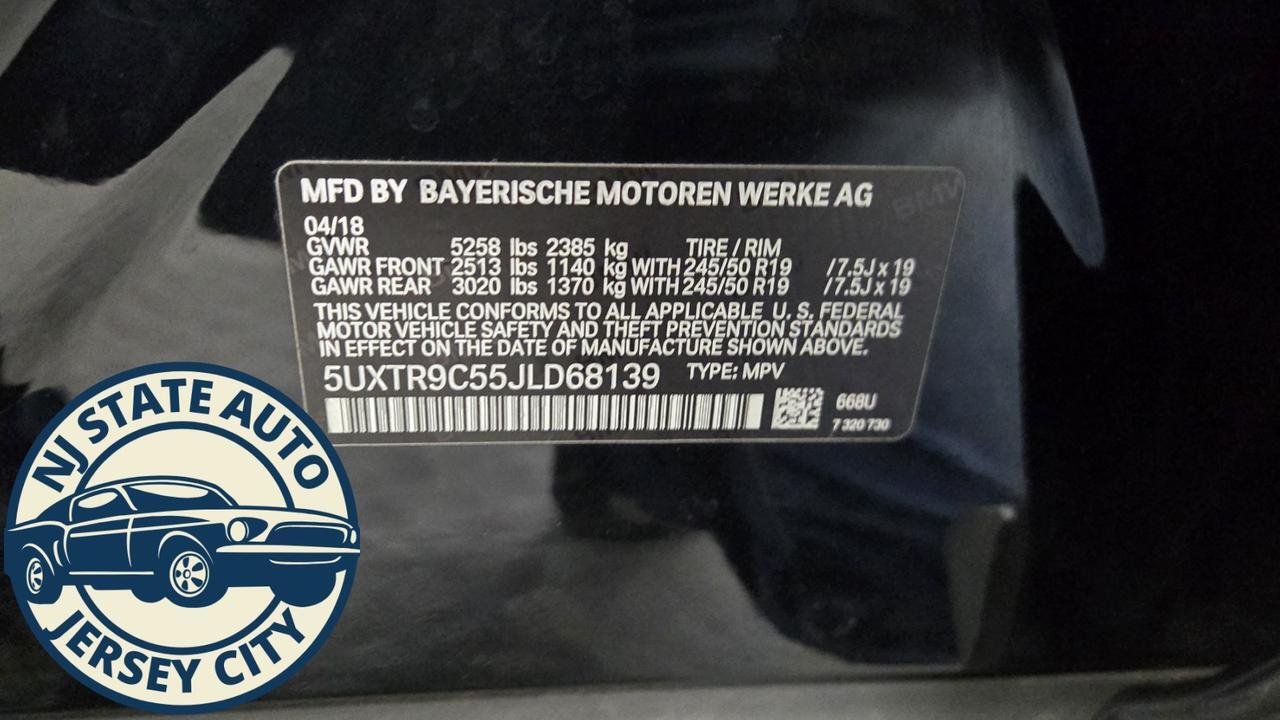 MFD BY BAYERISCHE MOTOREN WERKE AG
04/18
GVWR 5258 lbs 2385 kg TIRE / RIM
GAWR FRONT 2513 lbs 1140 kg WITH 245/50 R19 / 7.5J x 19
GAWR REAR 3020 lbs 1370 kg WITH 245/50 R19 / 7.5J x 19
THIS VEHICLE CONFORMS TO ALL APPLICABLE U. S. FEDERAL
MOTOR VEHICLE SAFETY AND THEFT PREVENTION STANDARDS
IN EFFECT ON THE DATE OF MANUFACTURE SHOWN ABOVE.
5UXTR9C55JLD68139 TYPE: MPV
668U
7 320 730
BMW
NJ STATE AUTO
JERSEY CITY